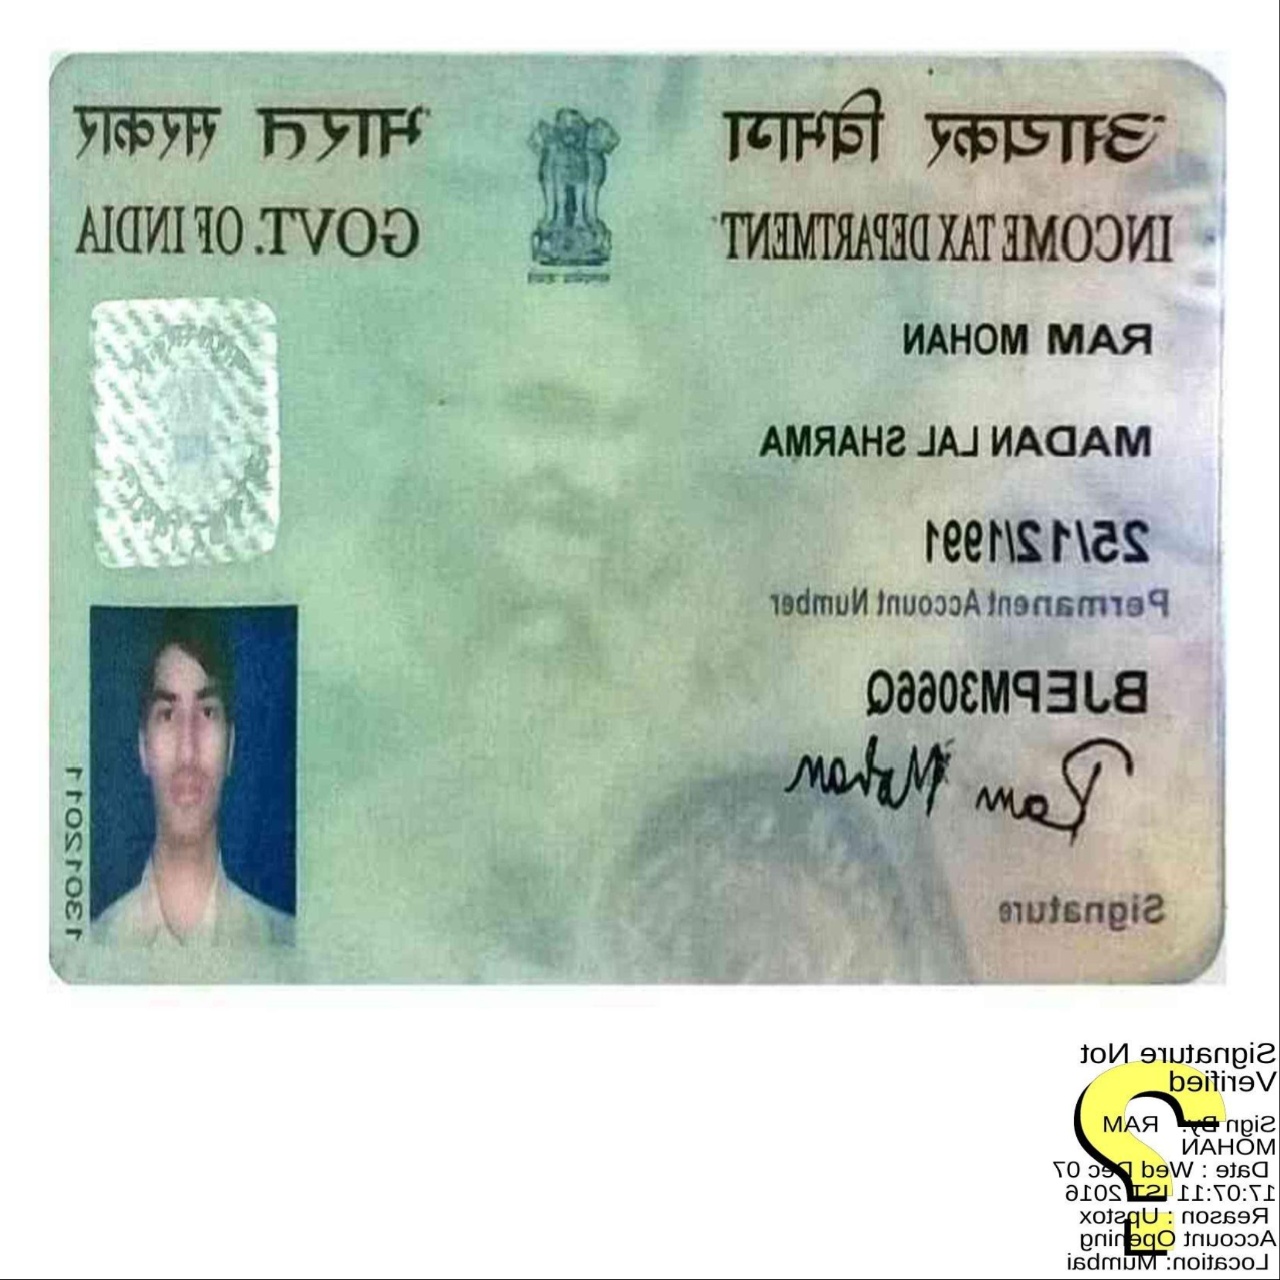 आयकर विभाग भारत सरकार
INCOME TAX DEPARTMENT GOVT. OF INDIA
RAM MOHAN
MADAN LAL SHARMA
25/12/1991
Permanent Account Number
BJEPM3066Q
Ram Mohan
Signature
13012011
Signature Not
Verified
Sign By: RAM
MOHAN
Date : Wed Dec 07
17:07:11 IST 2016
Reason : Upstox
Account Opening
Location: Mumbai